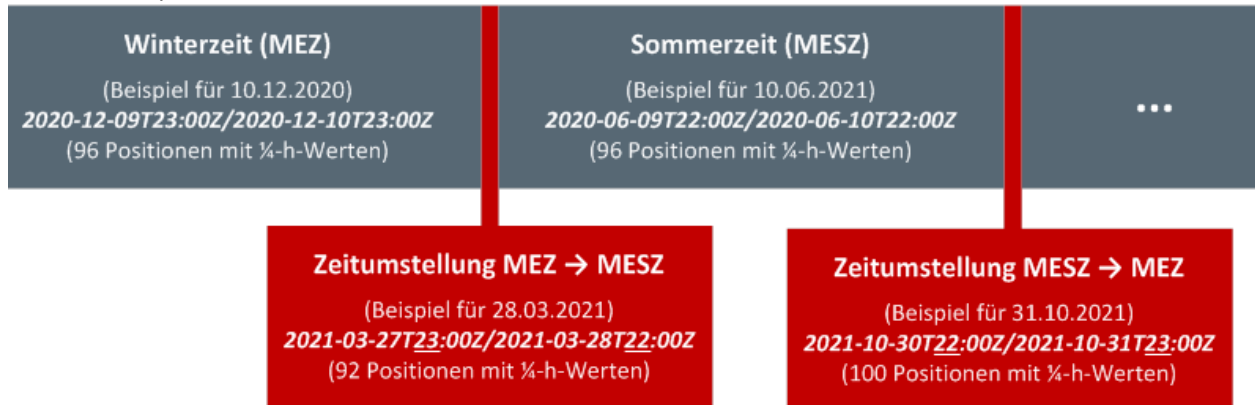 Winterzeit (MEZ)
(Beispiel für 10.12.2020)
2020-12-09T23:00Z/2020-12-10T23:00Z
(96 Positionen mit ¼-h-Werten)
Sommerzeit (MESZ)
(Beispiel für 10.06.2021)
2020-06-09T22:00Z/2020-06-10T22:00Z
(96 Positionen mit ¼-h-Werten)
...
Zeitumstellung MEZ → MESZ
(Beispiel für 28.03.2021)
2021-03-27T23:00Z/2021-03-28T22:00Z
(92 Positionen mit ¼-h-Werten)
Zeitumstellung MESZ → MEZ
(Beispiel für 31.10.2021)
2021-10-30T22:00Z/2021-10-31T23:00Z
(100 Positionen mit ¼-h-Werten)